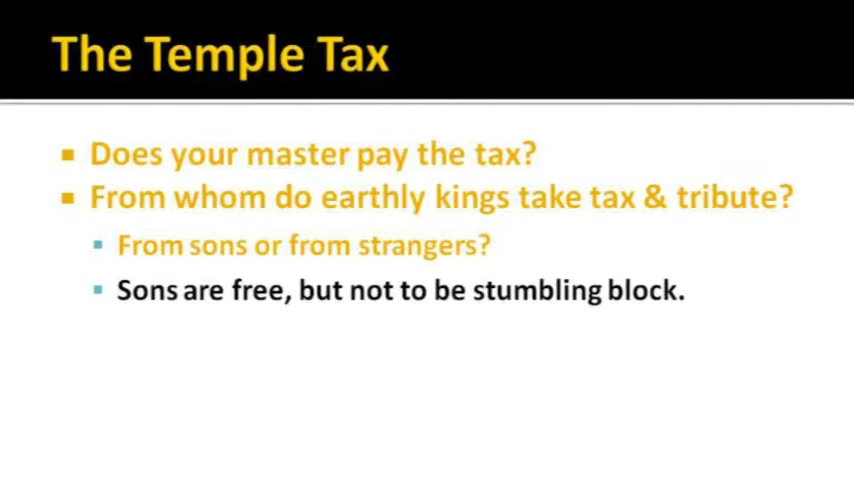 The Temple Tax
Does your master pay the tax?
From whom do earthly kings take tax & tribute?
From sons or from strangers?
Sons are free, but not to be stumbling block.